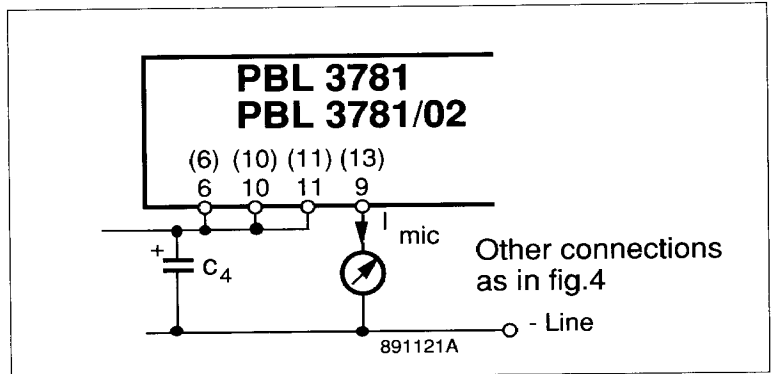 PBL 3781
PBL 3781/02
(6) (10) (11) (13)
6 10 11 9
I mic
+
C4
Other connections
as in fig.4
- Line
891121A